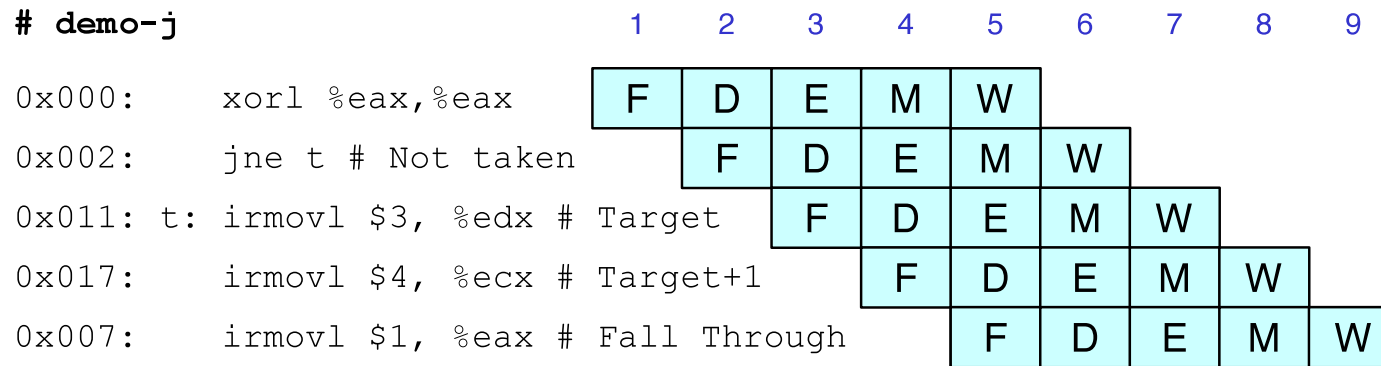 # demo-j 1 2 3 4 5 6 7 8 9
0x000: xorl %eax,%eax F D E M W
0x002: jne t # Not taken F D E M W
0x011: t: irmovl $3, %edx # Target F D E M W
0x017: irmovl $4, %ecx # Target+1 F D E M W
0x007: irmovl $1, %eax # Fall Through F D E M W